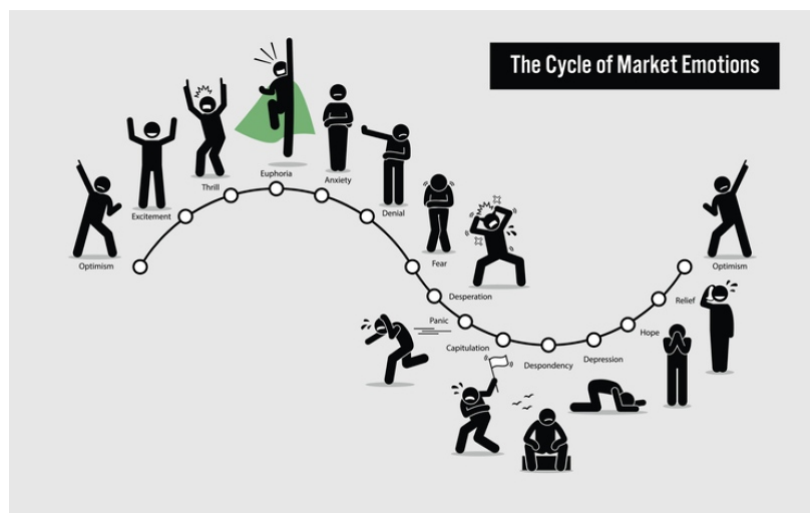 The Cycle of Market Emotions
Optimism
Excitement
Thrill
Euphoria
Anxiety
Denial
Fear
Desperation
Panic
Capitulation
Despondency
Depression
Hope
Relief
Optimism